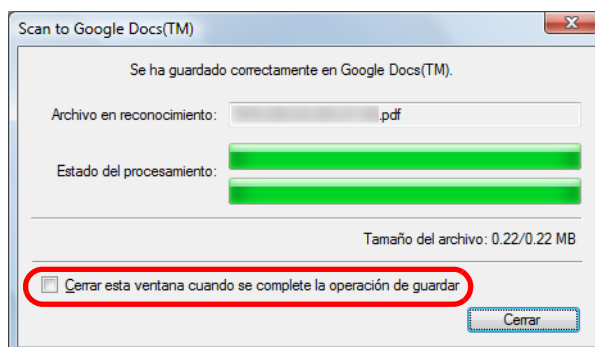 Scan to Google Docs(TM)
Se ha guardado correctamente en Google Docs(TM).
Archivo en reconocimiento: .pdf
Estado del procesamiento:
Tamaño del archivo: 0.22/0.22 MB
Cerrar esta ventana cuando se complete la operación de guardar
Cerrar